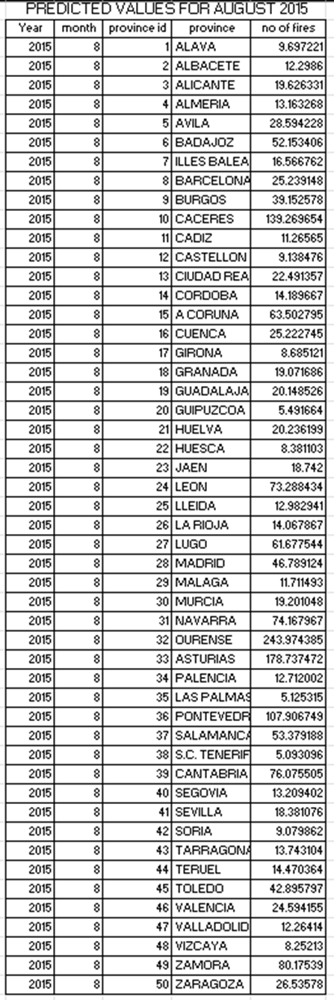 PREDICTED VALUES FOR AUGUST 2015
Year month province id province no of fires
2015 8 1 ALAVA 9.697221
2015 8 2 ALBACETE 12.2986
2015 8 3 ALICANTE 19.626331
2015 8 4 ALMERIA 13.163268
2015 8 5 AVILA 28.594228
2015 8 6 BADAJOZ 52.153406
2015 8 7 ILLES BALEA 16.566762
2015 8 8 BARCELONA 25.239148
2015 8 9 BURGOS 39.152578
2015 8 10 CACERES 139.269654
2015 8 11 CADIZ 11.26565
2015 8 12 CASTELLON 9.138476
2015 8 13 CIUDAD REA 22.491357
2015 8 14 CORDOBA 14.189667
2015 8 15 A CORUNA 63.502795
2015 8 16 CUENCA 25.222745
2015 8 17 GIRONA 8.685121
2015 8 18 GRANADA 19.071686
2015 8 19 GUADALAJA 20.148526
2015 8 20 GUIPUZCOA 5.491664
2015 8 21 HUELVA 20.236199
2015 8 22 HUESCA 8.381103
2015 8 23 JAEN 18.742
2015 8 24 LEON 73.288434
2015 8 25 LLEIDA 12.982941
2015 8 26 LA RIOJA 14.067867
2015 8 27 LUGO 61.677544
2015 8 28 MADRID 46.789124
2015 8 29 MALAGA 11.711493
2015 8 30 MURCIA 19.201048
2015 8 31 NAVARRA 74.167967
2015 8 32 OURENSE 243.974385
2015 8 33 ASTURIAS 178.737472
2015 8 34 PALENCIA 12.712002
2015 8 35 LAS PALMAS 5.125315
2015 8 36 PONTEVEDR 107.906749
2015 8 37 SALAMANCA 53.379188
2015 8 38 S.C. TENERIF 5.093096
2015 8 39 CANTABRIA 76.075505
2015 8 40 SEGOVIA 13.209402
2015 8 41 SEVILLA 18.381076
2015 8 42 SORIA 9.079862
2015 8 43 TARRAGONA 13.743104
2015 8 44 TERUEL 14.470364
2015 8 45 TOLEDO 42.895797
2015 8 46 VALENCIA 24.594155
2015 8 47 VALLADOLID 12.26414
2015 8 48 VIZCAYA 8.25213
2015 8 49 ZAMORA 80.17539
2015 8 50 ZARAGOZA 26.53578